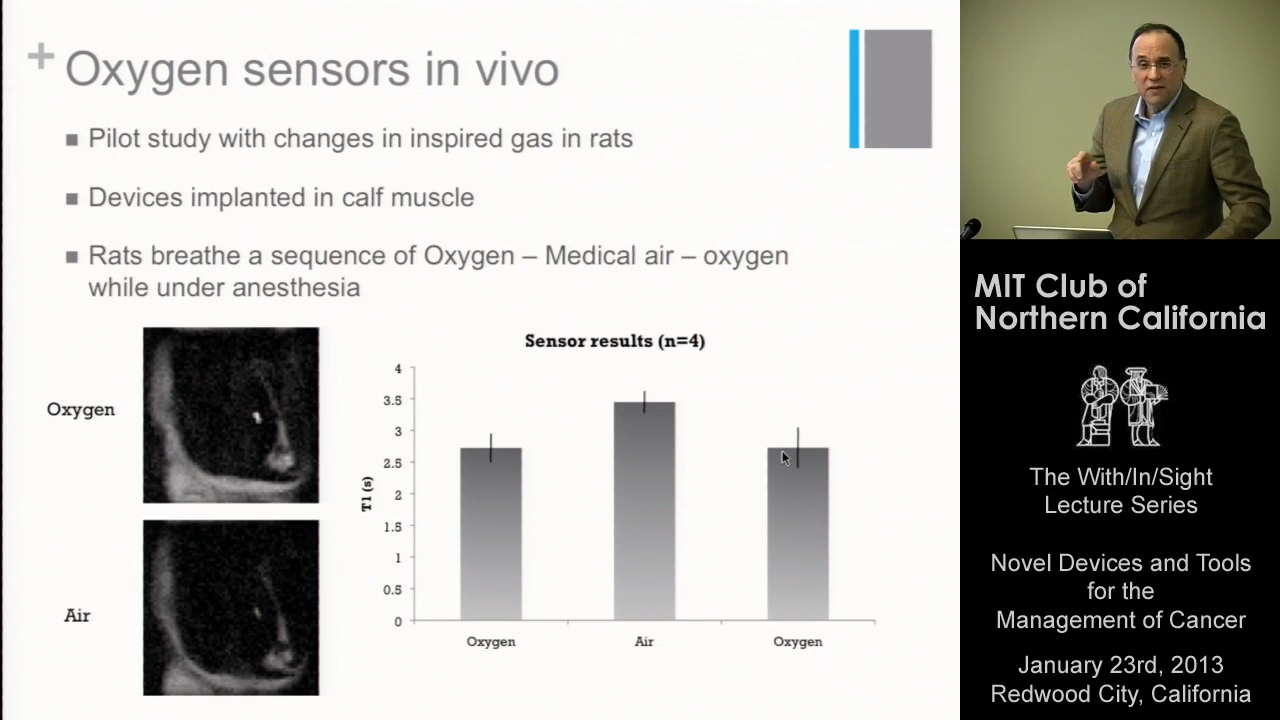 + Oxygen sensors in vivo
■ Pilot study with changes in inspired gas in rats
■ Devices implanted in calf muscle
■ Rats breathe a sequence of Oxygen – Medical air – oxygen
while under anesthesia
Oxygen
Air
Sensor results (n=4)
T1 (s)
4
3.5
3
2.5
2
1.5
1
0.5
0
Oxygen
Air
Oxygen
MIT Club of
Northern California
The With/In/Sight
Lecture Series
Novel Devices and Tools
for the
Management of Cancer
January 23rd, 2013
Redwood City, California